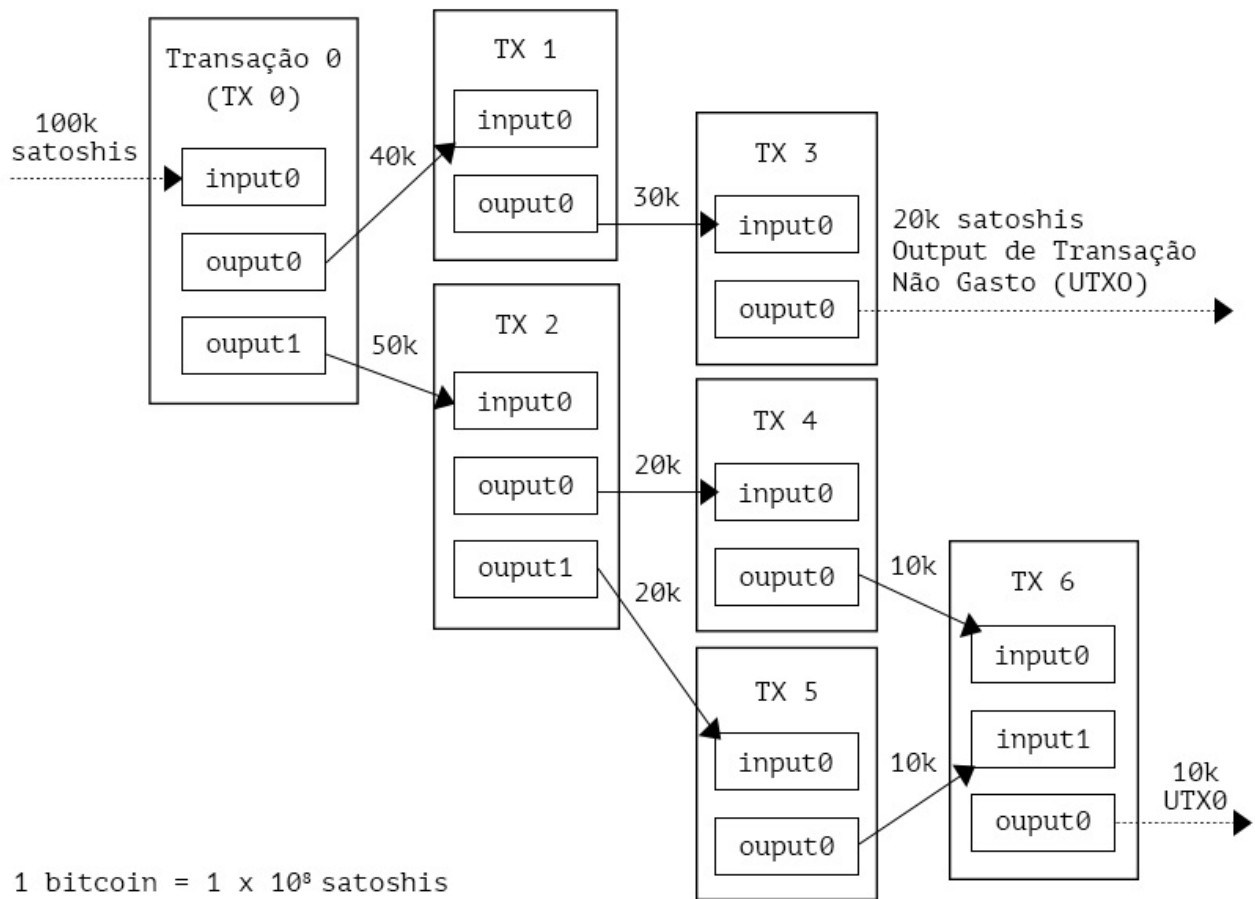 Transação 0
(TX 0)
100k
satoshis
input0
ouput0
ouput1
40k
50k
TX 1
input0
ouput0
30k
TX 2
input0
ouput0
ouput1
20k
20k
TX 3
input0
ouput0
20k satoshis
Output de Transação
Não Gasto (UTXO)
TX 4
input0
ouput0
10k
TX 5
input0
ouput0
10k
TX 6
input0
input1
ouput0
10k
UTX0
1 bitcoin = 1 x 10⁸ satoshis